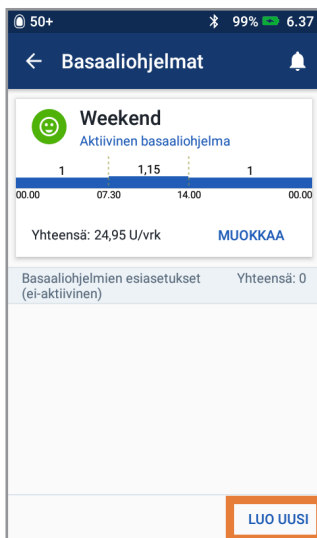 50+ 99% 6.37
Basaaliohjelmat
Weekend
Aktiivinen basaaliohjelma
1 1,15 1
00.00 07.30 14.00 00.00
Yhteensä: 24,95 U/vrk MUOKKAA
Basaaliohjelmien esiasetukset Yhteensä: 0
(ei-aktiivinen)
LUO UUSI